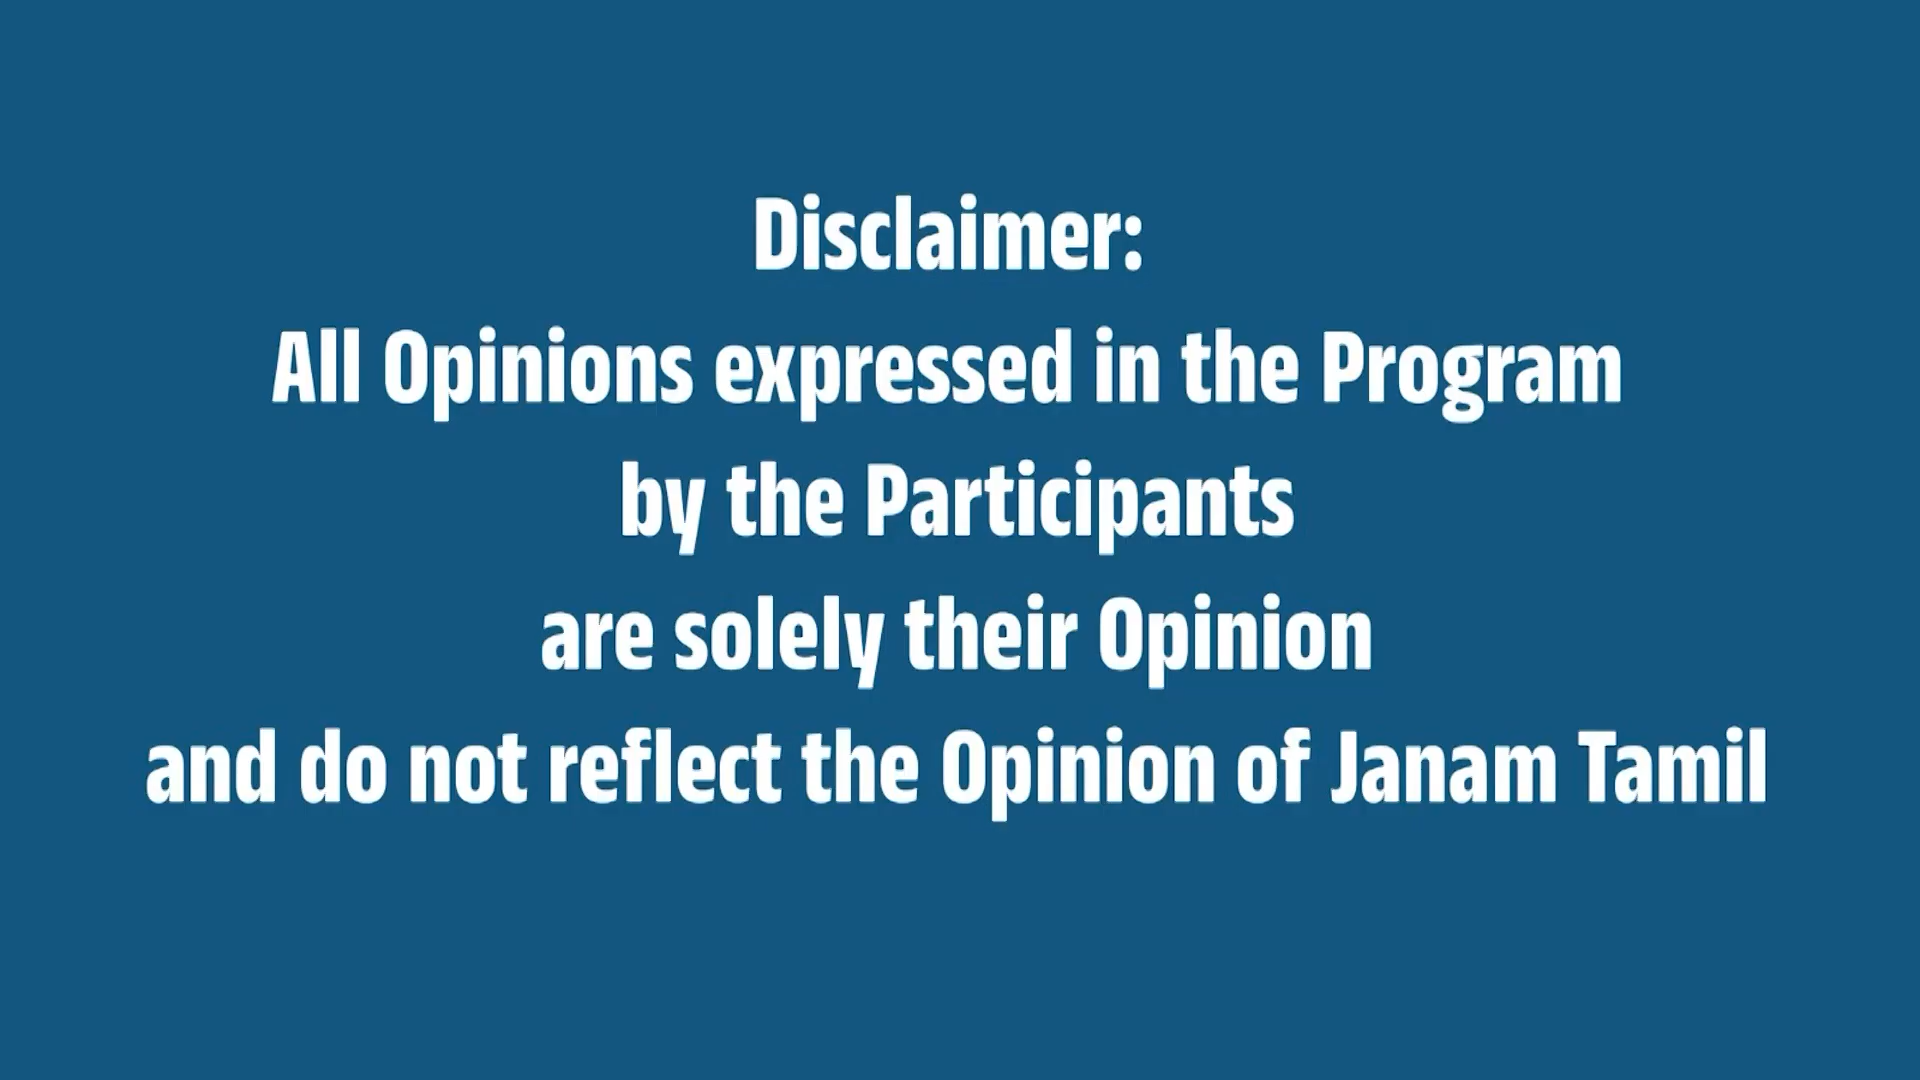 Disclaimer:
All Opinions expressed in the Program
by the Participants
are solely their Opinion
and do not reflect the Opinion of Janam Tamil